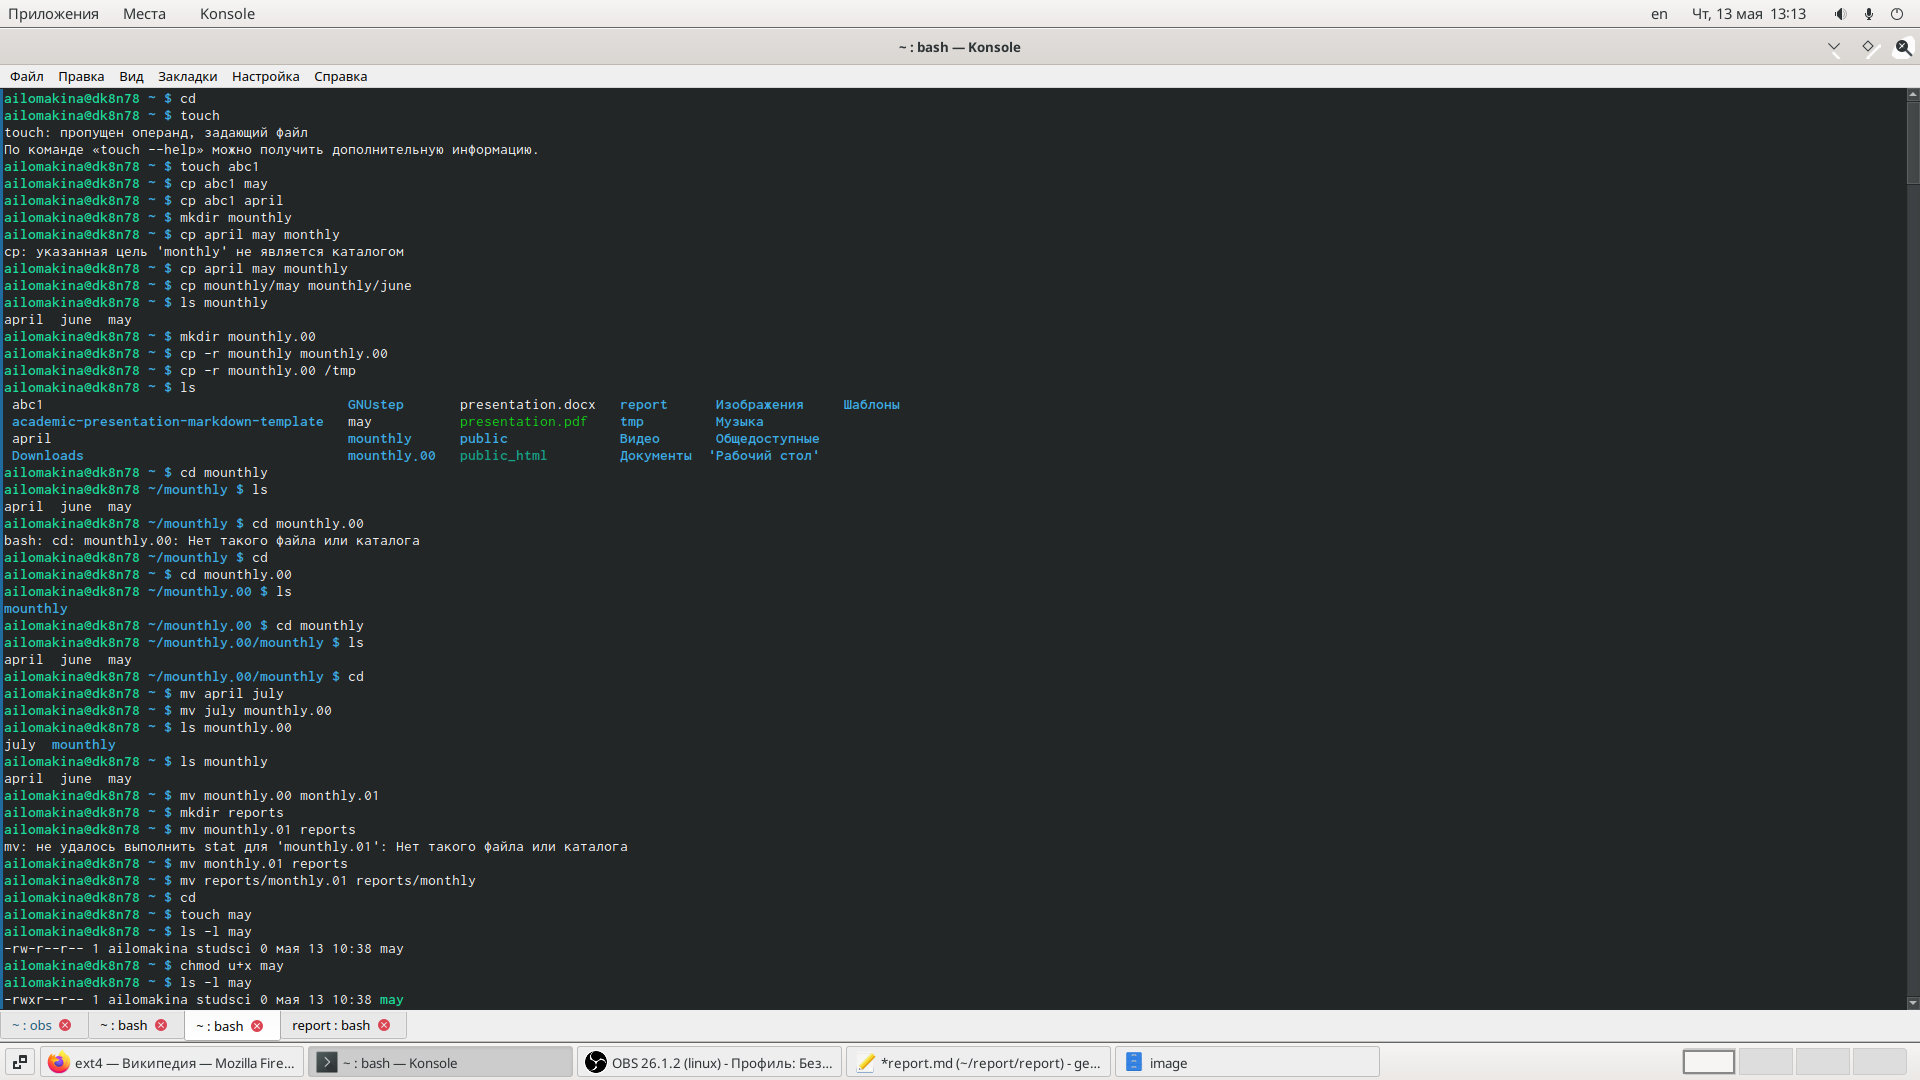 Приложения Места Konsole en Чт, 13 мая 13:13
~ : bash — Konsole
Файл Правка Вид Закладки Настройка Справка
ailomakina@dk8n78 ~ $ cd
ailomakina@dk8n78 ~ $ touch
touch: пропущен операнд, задающий файл
По команде «touch --help» можно получить дополнительную информацию.
ailomakina@dk8n78 ~ $ touch abc1
ailomakina@dk8n78 ~ $ cp abc1 may
ailomakina@dk8n78 ~ $ cp abc1 april
ailomakina@dk8n78 ~ $ mkdir mounthly
ailomakina@dk8n78 ~ $ cp april may monthly
cp: указанная цель 'monthly' не является каталогом
ailomakina@dk8n78 ~ $ cp april may mounthly
ailomakina@dk8n78 ~ $ cp mounthly/may mounthly/june
ailomakina@dk8n78 ~ $ ls mounthly
april june may
ailomakina@dk8n78 ~ $ mkdir mounthly.00
ailomakina@dk8n78 ~ $ cp -r mounthly mounthly.00
ailomakina@dk8n78 ~ $ cp -r mounthly.00 /tmp
ailomakina@dk8n78 ~ $ ls
abc1 GNUstep presentation.docx report Изображения Шаблоны
academic-presentation-markdown-template may presentation.pdf tmp Музыка
april mounthly public Видео Общедоступные
Downloads mounthly.00 public_html Документы 'Рабочий стол'
ailomakina@dk8n78 ~ $ cd mounthly
ailomakina@dk8n78 ~/mounthly $ ls
april june may
ailomakina@dk8n78 ~/mounthly $ cd mounthly.00
bash: cd: mounthly.00: Нет такого файла или каталога
ailomakina@dk8n78 ~/mounthly $ cd
ailomakina@dk8n78 ~ $ cd mounthly.00
ailomakina@dk8n78 ~/mounthly.00 $ ls
mounthly
ailomakina@dk8n78 ~/mounthly.00 $ cd mounthly
ailomakina@dk8n78 ~/mounthly.00/mounthly $ ls
april june may
ailomakina@dk8n78 ~/mounthly.00/mounthly $ cd
ailomakina@dk8n78 ~ $ mv april july
ailomakina@dk8n78 ~ $ mv july mounthly.00
ailomakina@dk8n78 ~ $ ls mounthly.00
july mounthly
ailomakina@dk8n78 ~ $ ls mounthly
april june may
ailomakina@dk8n78 ~ $ mv mounthly.00 monthly.01
ailomakina@dk8n78 ~ $ mkdir reports
ailomakina@dk8n78 ~ $ mv mounthly.01 reports
mv: не удалось выполнить stat для 'mounthly.01': Нет такого файла или каталога
ailomakina@dk8n78 ~ $ mv monthly.01 reports
ailomakina@dk8n78 ~ $ mv reports/monthly.01 reports/monthly
ailomakina@dk8n78 ~ $ cd
ailomakina@dk8n78 ~ $ touch may
ailomakina@dk8n78 ~ $ ls -l may
-rw-r--r-- 1 ailomakina studsci 0 мая 13 10:38 may
ailomakina@dk8n78 ~ $ chmod u+x may
ailomakina@dk8n78 ~ $ ls -l may
-rwxr--r-- 1 ailomakina studsci 0 мая 13 10:38 may
~ : obs ~ : bash ~ : bash report : bash
ext4 — Википедия — Mozilla Fire... ~ : bash — Konsole OBS 26.1.2 (linux) - Профиль: Без... *report.md (~/report/report) - ge... image